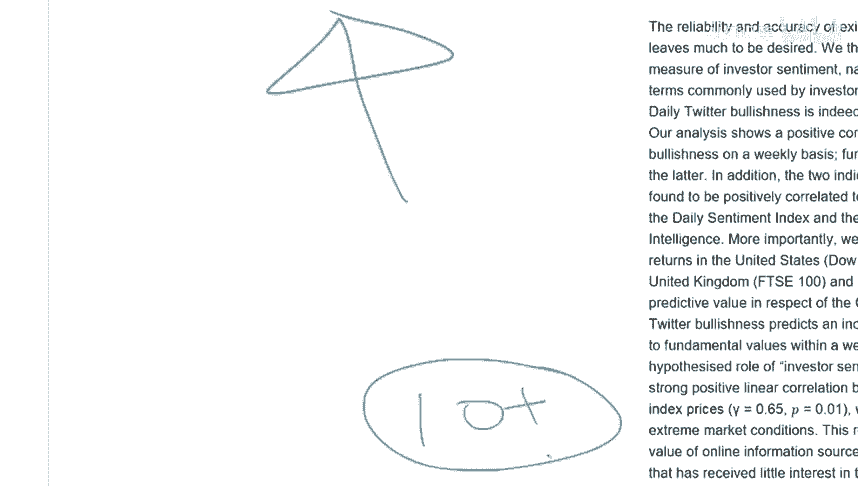 The reliability and accuracy of exi
leaves much to be desired. We th
measure of investor sentiment, na
terms commonly used by investor
Daily Twitter bullishness is indeed
Our analysis shows a positive cor
bullishness on a weekly basis; fur
the latter. In addition, the two indi
found to be positively correlated t
the Daily Sentiment Index and the
Intelligence. More importantly, we
returns in the United States (Dow
United Kingdom (FTSE 100) and
predictive value in respect of the
Twitter bullishness predicts an inc
to fundamental values within a we
hypothesised role of “investor sen
strong positive linear correlation b
index prices (γ = 0.65, p = 0.01), v
extreme market conditions. This r
value of online information source
that has received little interest in t
10+